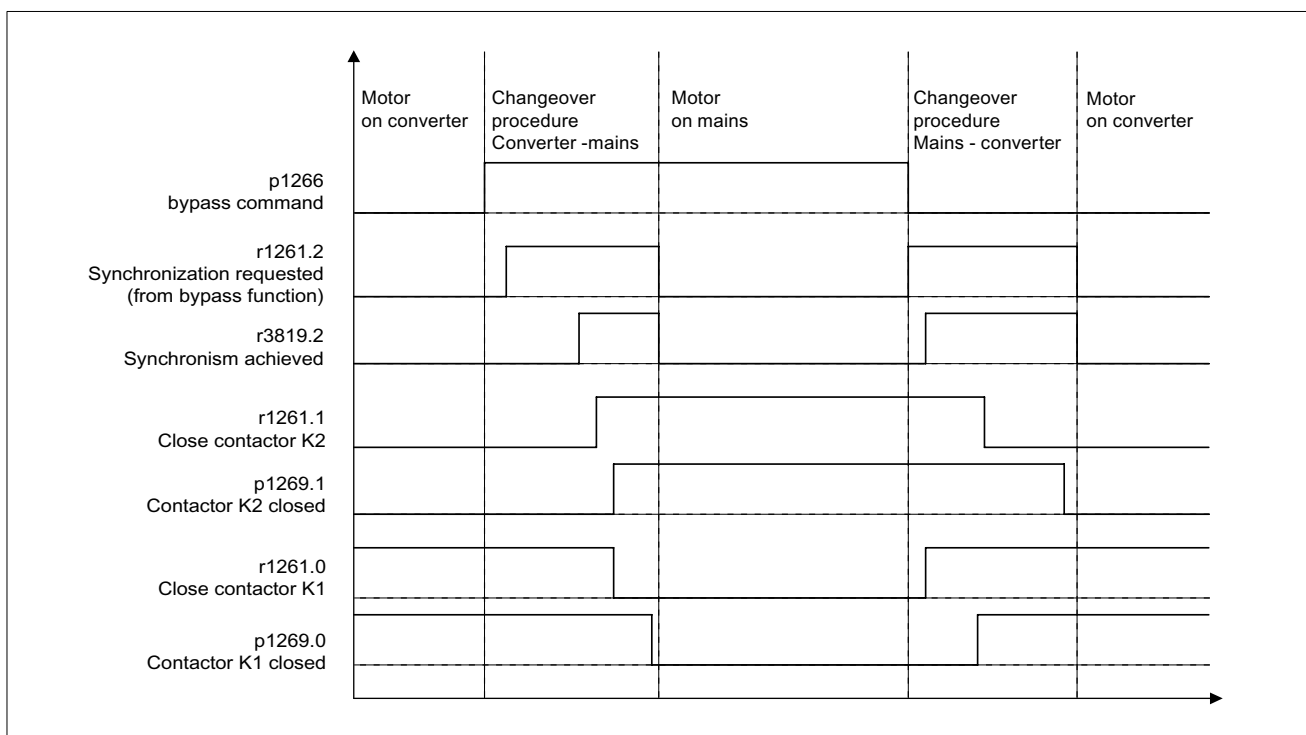 Motor
on converter
Changeover
procedure
Converter -mains
Motor
on mains
Changeover
procedure
Mains - converter
Motor
on converter
p1266
bypass command
r1261.2
Synchronization requested
(from bypass function)
r3819.2
Synchronism achieved
r1261.1
Close contactor K2
p1269.1
Contactor K2 closed
r1261.0
Close contactor K1
p1269.0
Contactor K1 closed